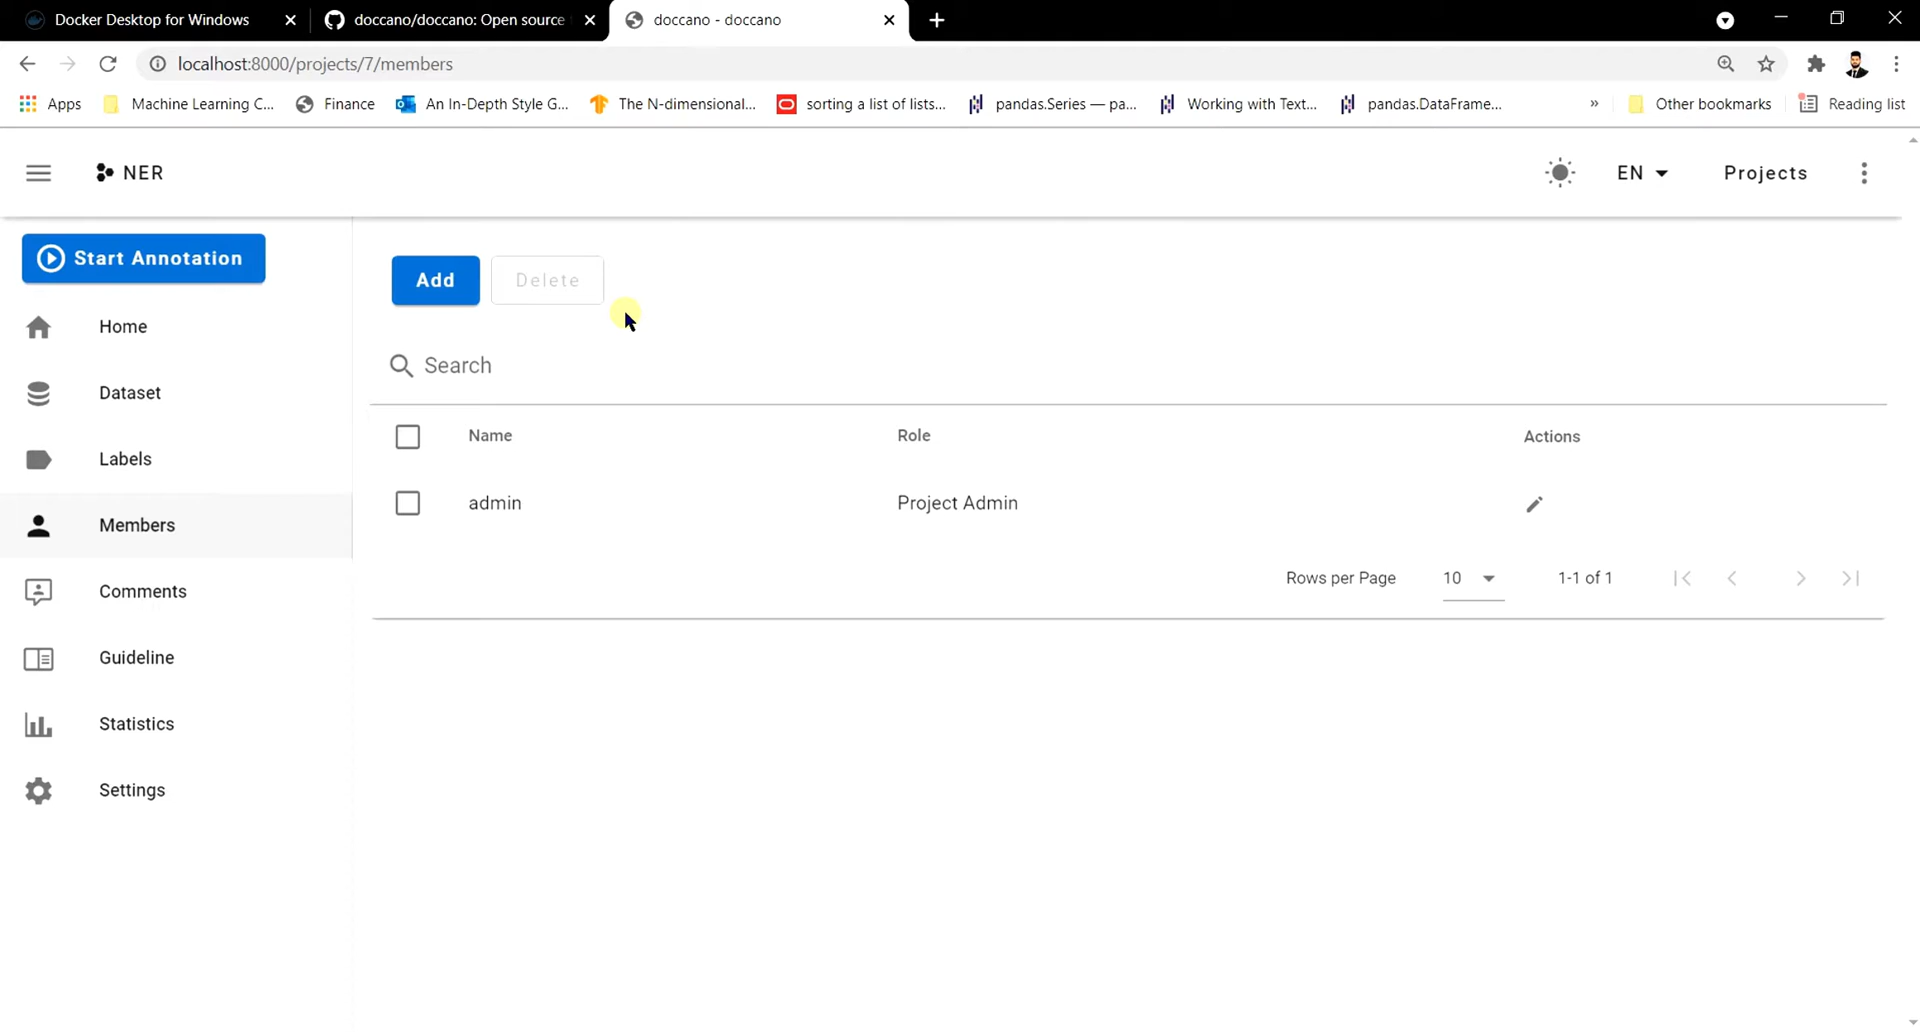 Docker Desktop for Windows
doccano/doccano: Open source
doccano - doccano
localhost:8000/projects/7/members
Apps
Machine Learning C...
Finance
An In-Depth Style G...
The N-dimensional...
sorting a list of lists...
pandas.Series — pa...
Working with Text...
pandas.DataFrame...
»
Other bookmarks
Reading list
NER
EN
Projects
Start Annotation
Home
Dataset
Labels
Members
Comments
Guideline
Statistics
Settings
Add
Delete
Search
Name
Role
Actions
admin
Project Admin
Rows per Page
10
1-1 of 1